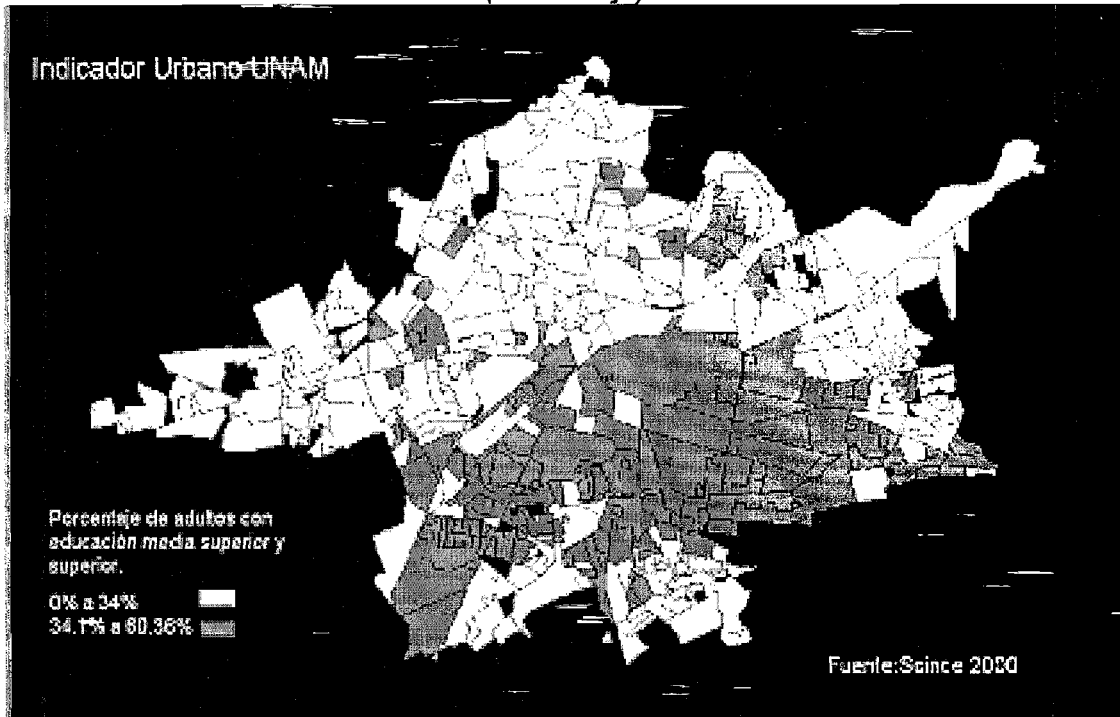 Indicador Urbano UNAM
Porcentaje de adultos con
educación media superior y
superior.
0% a 34%
34.1% a 60.36%
Fuente:Scince 2000